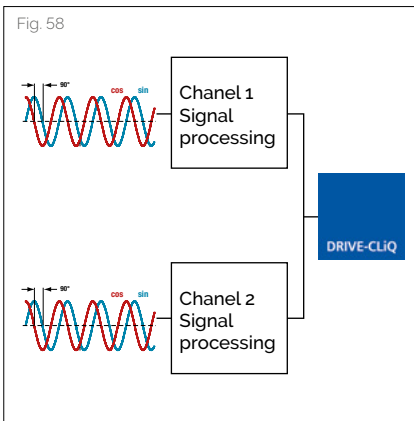 Fig. 58
90°
cos sin
Chanel 1
Signal
processing
DRIVE-CLiQ
90°
cos sin
Chanel 2
Signal
processing